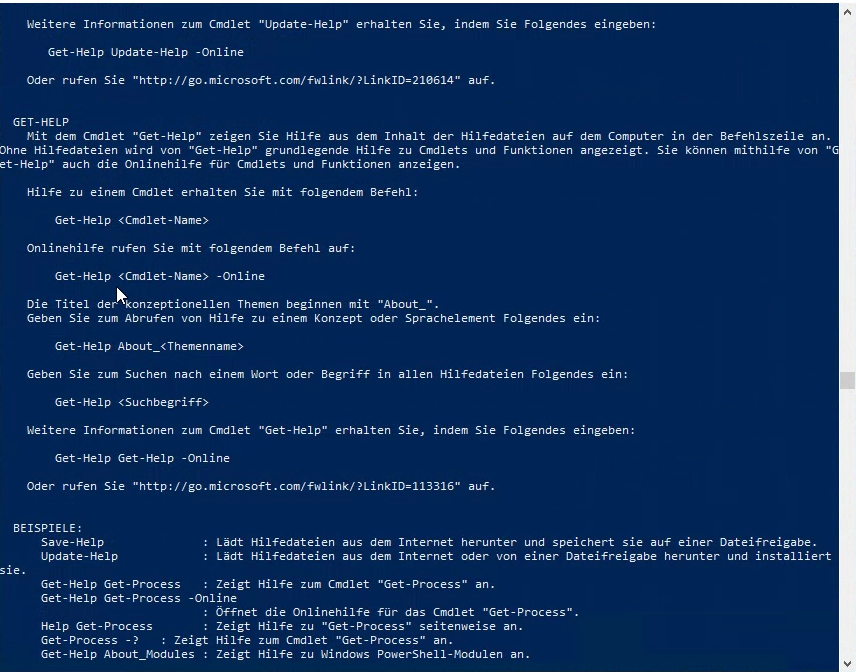 Weitere Informationen zum Cmdlet "Update-Help" erhalten Sie, indem Sie Folgendes eingeben:
Get-Help Update-Help -Online
Oder rufen Sie "http://go.microsoft.com/fwlink/?LinkID=210614" auf.
GET-HELP
Mit dem Cmdlet "Get-Help" zeigen Sie Hilfe aus dem Inhalt der Hilfedateien auf dem Computer in der Befehlszeile an.
Ohne Hilfedateien wird von "Get-Help" grundlegende Hilfe zu Cmdlets und Funktionen angezeigt. Sie können mithilfe von "G
et-Help" auch die Onlinehilfe für Cmdlets und Funktionen anzeigen.
Hilfe zu einem Cmdlet erhalten Sie mit folgendem Befehl:
Get-Help <Cmdlet-Name>
Onlinehilfe rufen Sie mit folgendem Befehl auf:
Get-Help <Cmdlet-Name> -Online
Die Titel der konzeptionellen Themen beginnen mit "About_".
Geben Sie zum Abrufen von Hilfe zu einem Konzept oder Sprachelement Folgendes ein:
Get-Help About_<Themenname>
Geben Sie zum Suchen nach einem Wort oder Begriff in allen Hilfedateien Folgendes ein:
Get-Help <Suchbegriff>
Weitere Informationen zum Cmdlet "Get-Help" erhalten Sie, indem Sie Folgendes eingeben:
Get-Help Get-Help -Online
Oder rufen Sie "http://go.microsoft.com/fwlink/?LinkID=113316" auf.
BEISPIELE:
Save-Help : Lädt Hilfedateien aus dem Internet herunter und speichert sie auf einer Dateifreigabe.
Update-Help : Lädt Hilfedateien aus dem Internet oder von einer Dateifreigabe herunter und installiert
sie.
Get-Help Get-Process : Zeigt Hilfe zum Cmdlet "Get-Process" an.
Get-Help Get-Process -Online
: Öffnet die Onlinehilfe für das Cmdlet "Get-Process".
Help Get-Process : Zeigt Hilfe zu "Get-Process" seitenweise an.
Get-Process -? : Zeigt Hilfe zum Cmdlet "Get-Process" an.
Get-Help About_Modules : Zeigt Hilfe zu Windows PowerShell-Modulen an.